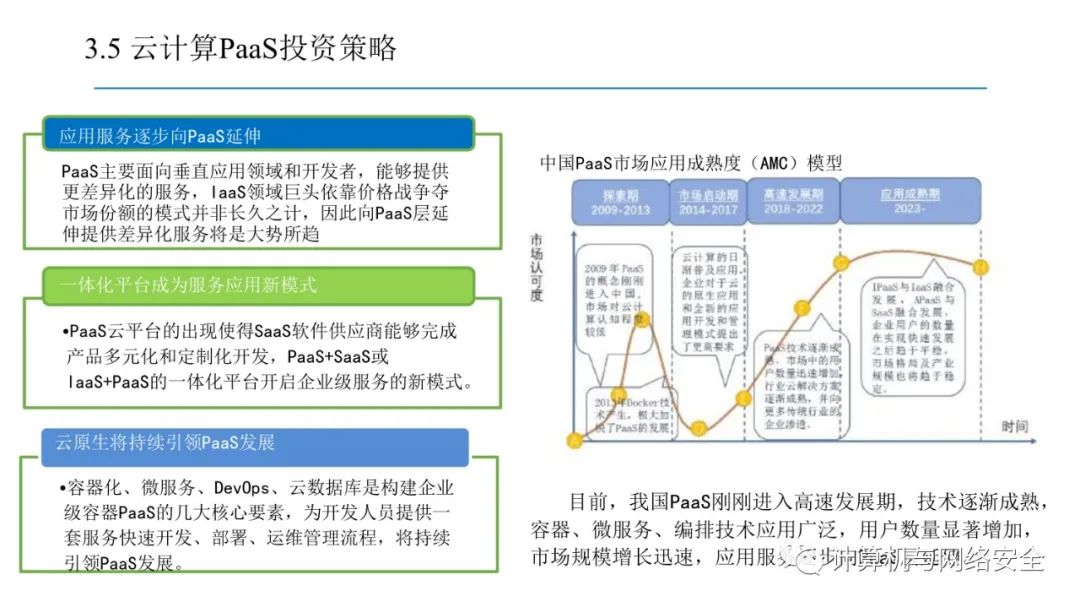 3.5 云计算PaaS投资策略
应用服务逐步向PaaS延伸
PaaS主要面向垂直应用领域和开发者，能够提供
更差异化的服务，IaaS领域巨头依靠价格战争夺
市场份额的模式并非长久之计，因此向PaaS层延
伸提供差异化服务将是大势所趋
一体化平台成为服务应用新模式
•PaaS云平台的出现使得SaaS软件供应商能够完成
产品多元化和定制化开发，PaaS+SaaS或
IaaS+PaaS的一体化平台开启企业级服务的新模式。
云原生将持续引领PaaS发展
•容器化、微服务、DevOps、云数据库是构建企业
级容器PaaS的几大核心要素，为开发人员提供一
套服务快速开发、部署、运维管理流程，将持续
引领PaaS发展。
中国PaaS市场应用成熟度（AMC）模型
探索期
2009-2013
市场启动期
2014-2017
高速发展期
2018-2022
应用成熟期
2023-
市场认可度
2009年PaaS
的概念刚刚
进入中国，
市场对云计
算认知程度
较低
2013年Docker技
术产生，极大加
快了PaaS的发展
云计算的日
渐普及应用，
企业对于云
的原生应用
和全新的应
用开发和管
理模式提出
了更高要求
PaaS技术逐渐成
熟，市场中的用
户数量迅速增加
行业云解决方案
逐渐成熟，并向
更多传统行业的
企业渗透。
IPaaS与IaaS融合
发展、APaaS与
SaaS融合发展，
企业用户的数量
在实现快速发展
之后趋于平稳，
市场格局及产业
规模也将趋于稳
定。
A
D
E
F
G
H
时间
目前，我国PaaS刚刚进入高速发展期，技术逐渐成熟，
容器、微服务、编排技术应用广泛，用户数量显著增加，
市场规模增长迅速，应用服务逐步向PaaS
计算机与网络安全